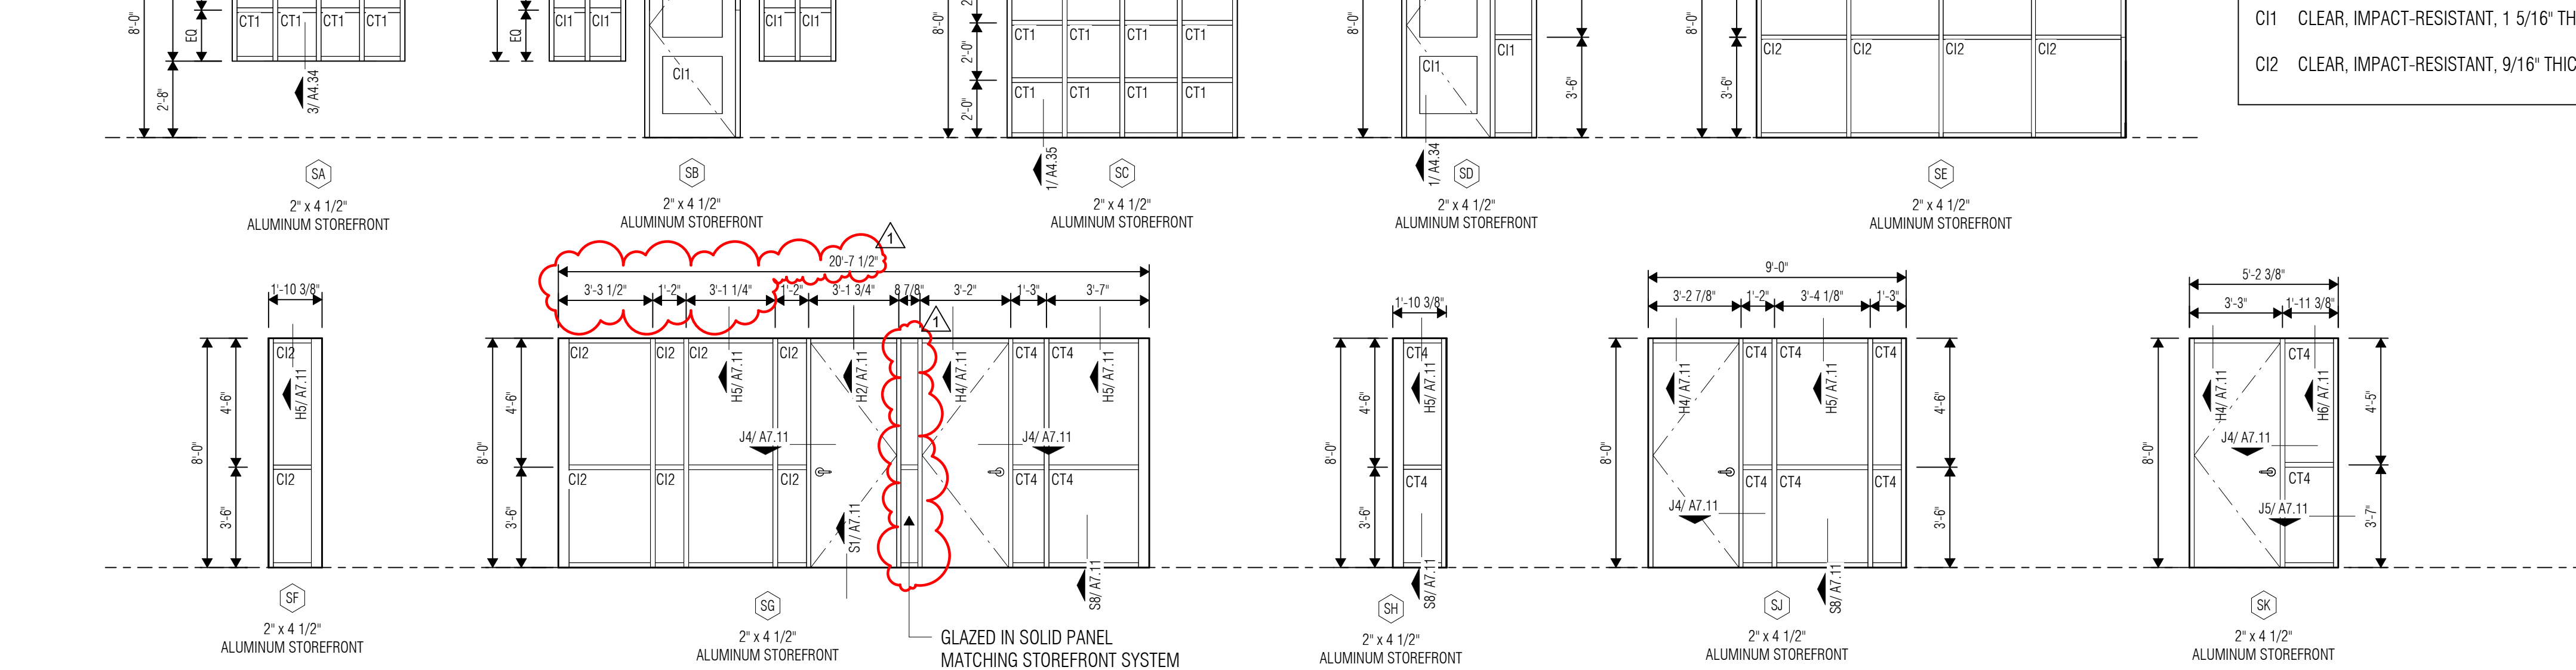 8'-0"
2'-8"
EQ
CT1 CT1 CT1 CT1
3/ A4.34
EQ
CI1 CI1
CI1
CI1 CI1
8'-0"
2'-0"
2'-0"
CT1 CT1 CT1 CT1
CT1 CT1 CT1 CT1
1/ A4.35
8'-0"
CI1
CI1
1/ A4.34
3'-6"
8'-0"
3'-6"
CI2 CI2 CI2 CI2
CI1 CLEAR, IMPACT-RESISTANT, 1 5/16" TH
CI2 CLEAR, IMPACT-RESISTANT, 9/16" THIC
SA
2" x 4 1/2"
ALUMINUM STOREFRONT
SB
2" x 4 1/2"
ALUMINUM STOREFRONT
SC
2" x 4 1/2"
ALUMINUM STOREFRONT
SD
2" x 4 1/2"
ALUMINUM STOREFRONT
SE
2" x 4 1/2"
ALUMINUM STOREFRONT
1'-10 3/8"
8'-0"
4'-6"
3'-6"
CI2
H5/ A7.11
CI2
SF
2" x 4 1/2"
ALUMINUM STOREFRONT
1
20'-7 1/2"
3'-3 1/2" 1'-2" 3'-1 1/4" 1'-2" 3'-1 3/4" 8 7/8" 3'-2" 1'-3" 3'-7"
1
8'-0"
4'-6"
3'-6"
CI2 CI2 CI2 CI2 CT4 CT4
H5/ A7.11
H2/ A7.11
H4/ A7.11
H5/ A7.11
J4/ A7.11
J4/ A7.11
CI2 CI2 CI2 CT4 CT4
S1/ A7.11
S8/ A7.11
SG
2" x 4 1/2"
ALUMINUM STOREFRONT
GLAZED IN SOLID PANEL
MATCHING STOREFRONT SYSTEM
1'-10 3/8"
8'-0"
4'-6"
3'-6"
CT4
H5/ A7.11
CT4
S8/ A7.11
SH
2" x 4 1/2"
ALUMINUM STOREFRONT
9'-0"
3'-2 7/8" 1'-2" 3'-4 1/8" 1'-3"
8'-0"
CT4 CT4 CT4
H4/ A7.11
H5/ A7.11
4'-6"
CT4 CT4 CT4
J4/ A7.11
3'-6"
S8/ A7.11
SJ
2" x 4 1/2"
ALUMINUM STOREFRONT
5'-2 3/8"
3'-3" 1'-11 3/8"
8'-0"
CT4
H4/ A7.11
H6/ A7.11
4'-5"
J4/ A7.11
CT4
J5/ A7.11
3'-7"
SK
2" x 4 1/2"
ALUMINUM STOREFRONT